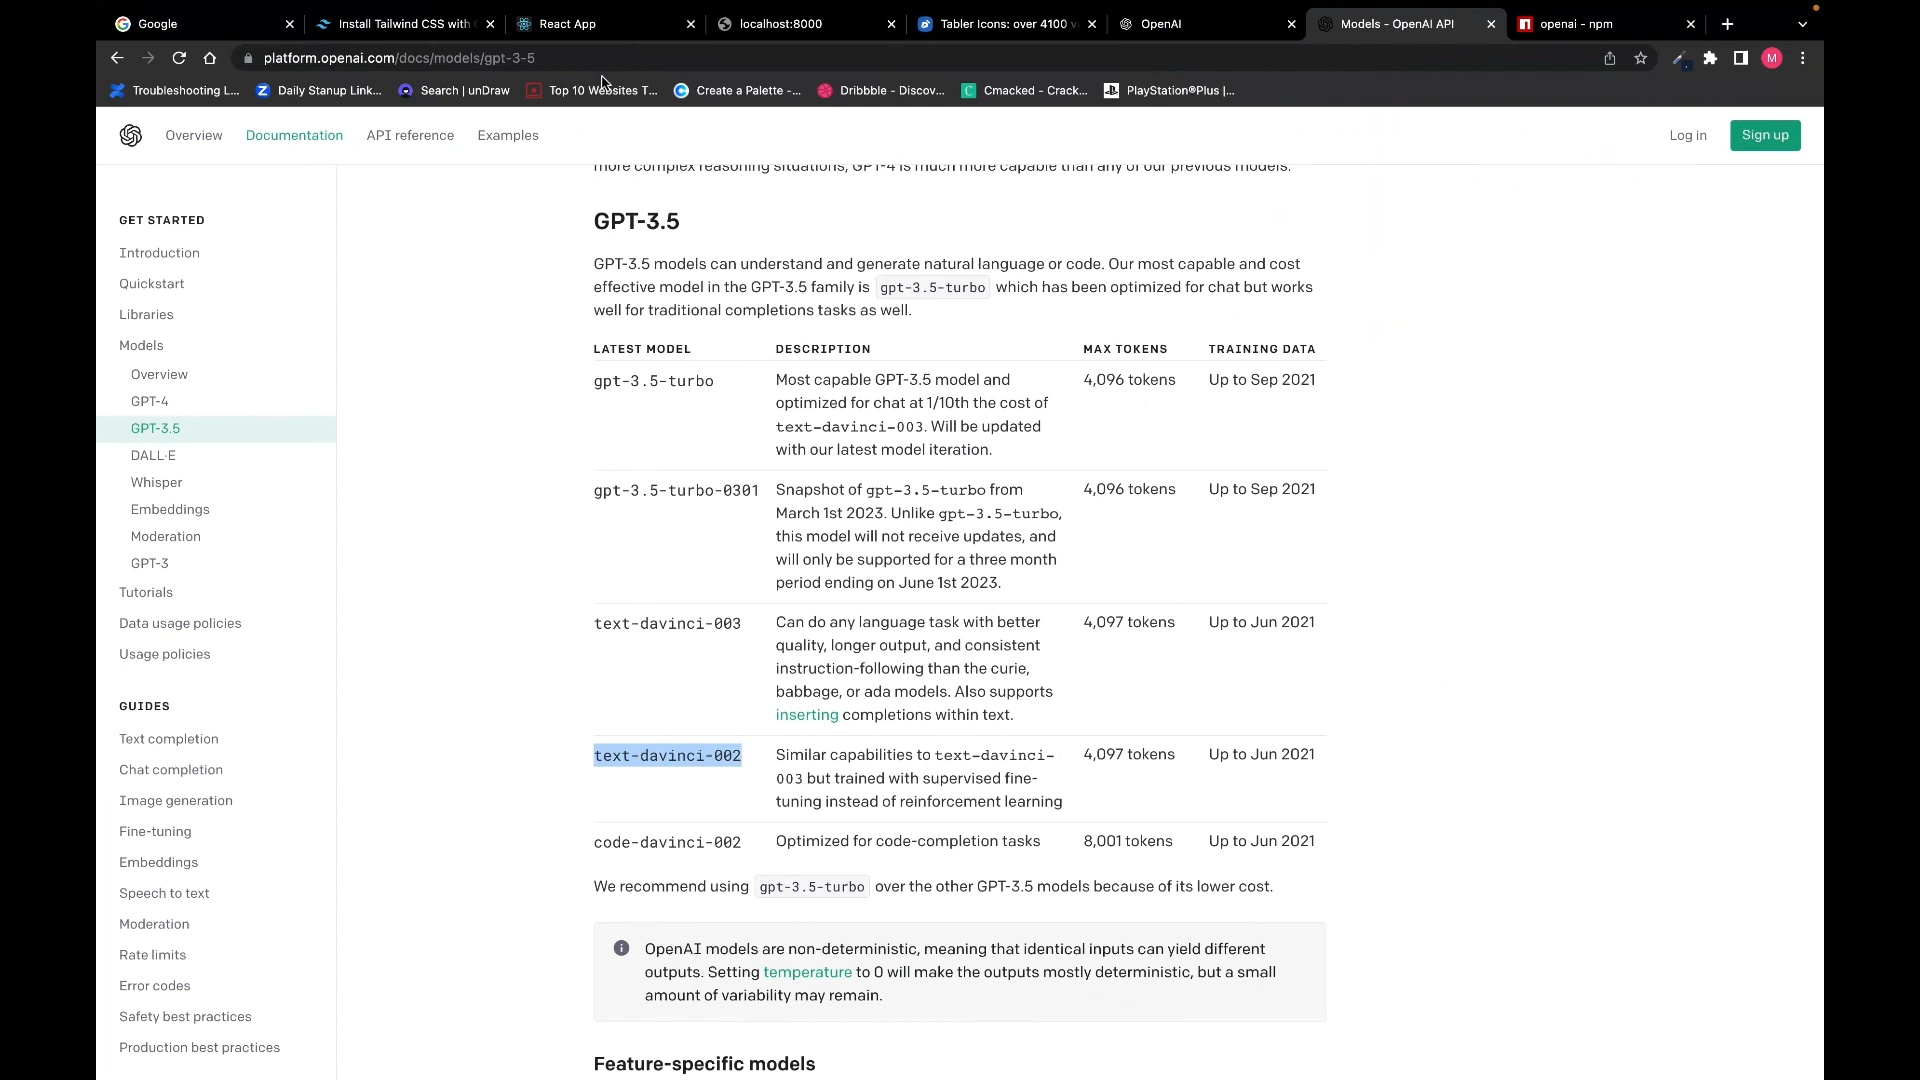 Google
Install Tailwind CSS with
React App
localhost:8000
Tabler Icons: over 4100
OpenAI
Models - OpenAI API
openai - npm
platform.openai.com/docs/models/gpt-3-5
M
Troubleshooting L...
Daily Stanup Link...
Search | unDraw
Top 10 Websites T...
Create a Palette -...
Dribbble - Discov...
Cmacked - Crack...
PlayStation®Plus |...
Overview
Documentation
API reference
Examples
Log in
Sign up
GET STARTED
Introduction
Quickstart
Libraries
Models
Overview
GPT-4
GPT-3.5
DALL·E
Whisper
Embeddings
Moderation
GPT-3
Tutorials
Data usage policies
Usage policies
GUIDES
Text completion
Chat completion
Image generation
Fine-tuning
Embeddings
Speech to text
Moderation
Rate limits
Error codes
Safety best practices
Production best practices
more complex reasoning situations, GPT-4 is much more capable than any of our previous models.
GPT-3.5
GPT-3.5 models can understand and generate natural language or code. Our most capable and cost
effective model in the GPT-3.5 family is gpt-3.5-turbo which has been optimized for chat but works
well for traditional completions tasks as well.
LATEST MODEL DESCRIPTION MAX TOKENS TRAINING DATA
gpt-3.5-turbo Most capable GPT-3.5 model and 4,096 tokens Up to Sep 2021
optimized for chat at 1/10th the cost of
text-davinci-003. Will be updated
with our latest model iteration.
gpt-3.5-turbo-0301 Snapshot of gpt-3.5-turbo from 4,096 tokens Up to Sep 2021
March 1st 2023. Unlike gpt-3.5-turbo,
this model will not receive updates, and
will only be supported for a three month
period ending on June 1st 2023.
text-davinci-003 Can do any language task with better 4,097 tokens Up to Jun 2021
quality, longer output, and consistent
instruction-following than the curie,
babbage, or ada models. Also supports
inserting completions within text.
text-davinci-002 Similar capabilities to text-davinci- 4,097 tokens Up to Jun 2021
003 but trained with supervised fine-
tuning instead of reinforcement learning
code-davinci-002 Optimized for code-completion tasks 8,001 tokens Up to Jun 2021
We recommend using gpt-3.5-turbo over the other GPT-3.5 models because of its lower cost.
OpenAI models are non-deterministic, meaning that identical inputs can yield different
outputs. Setting temperature to 0 will make the outputs mostly deterministic, but a small
amount of variability may remain.
Feature-specific models